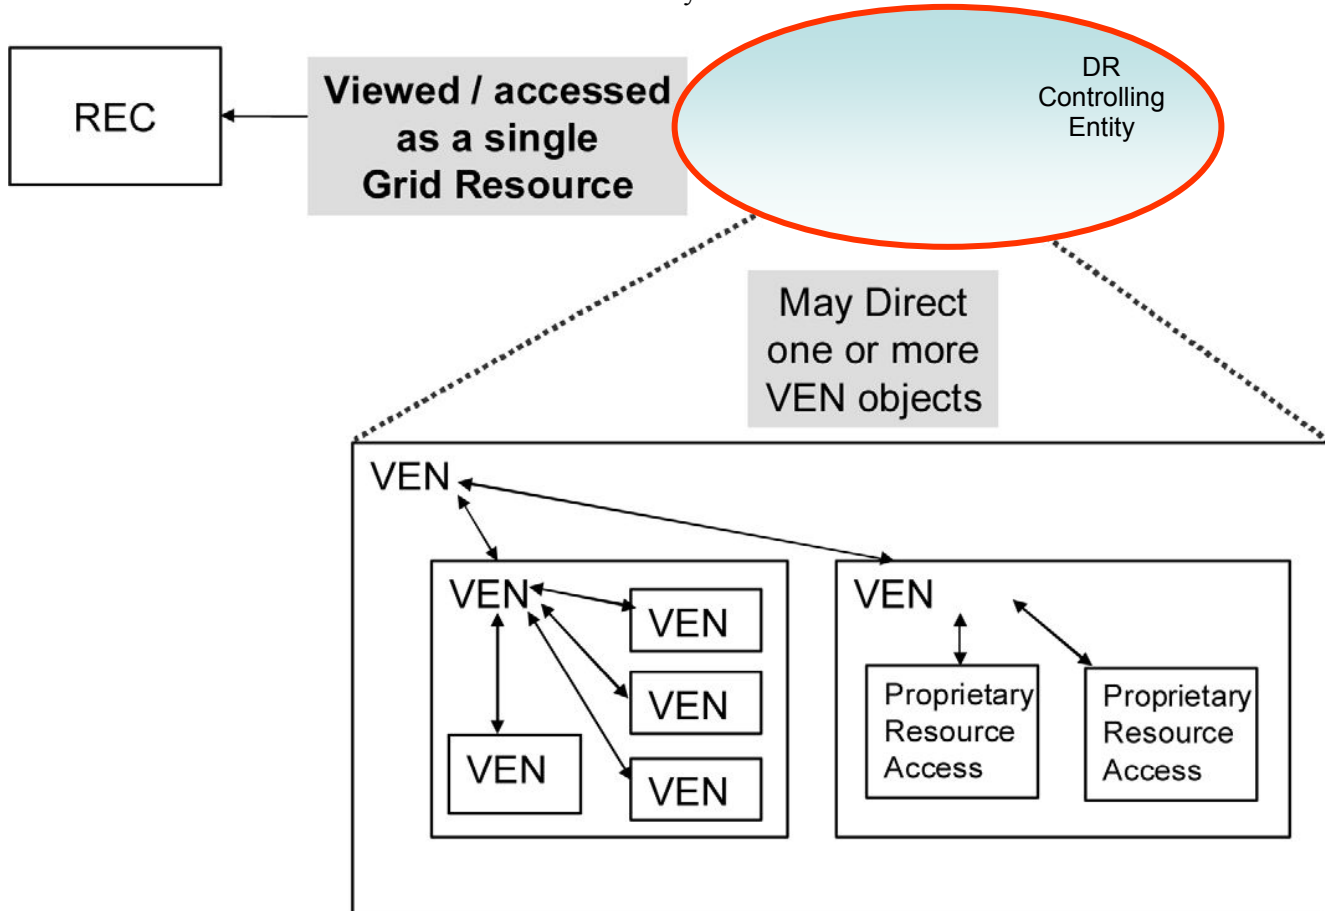 REC
Viewed / accessed
as a single
Grid Resource
DR
Controlling
Entity
May Direct
one or more
VEN objects
VEN
VEN
VEN
VEN
VEN
VEN
VEN
Proprietary
Resource
Access
Proprietary
Resource
Access